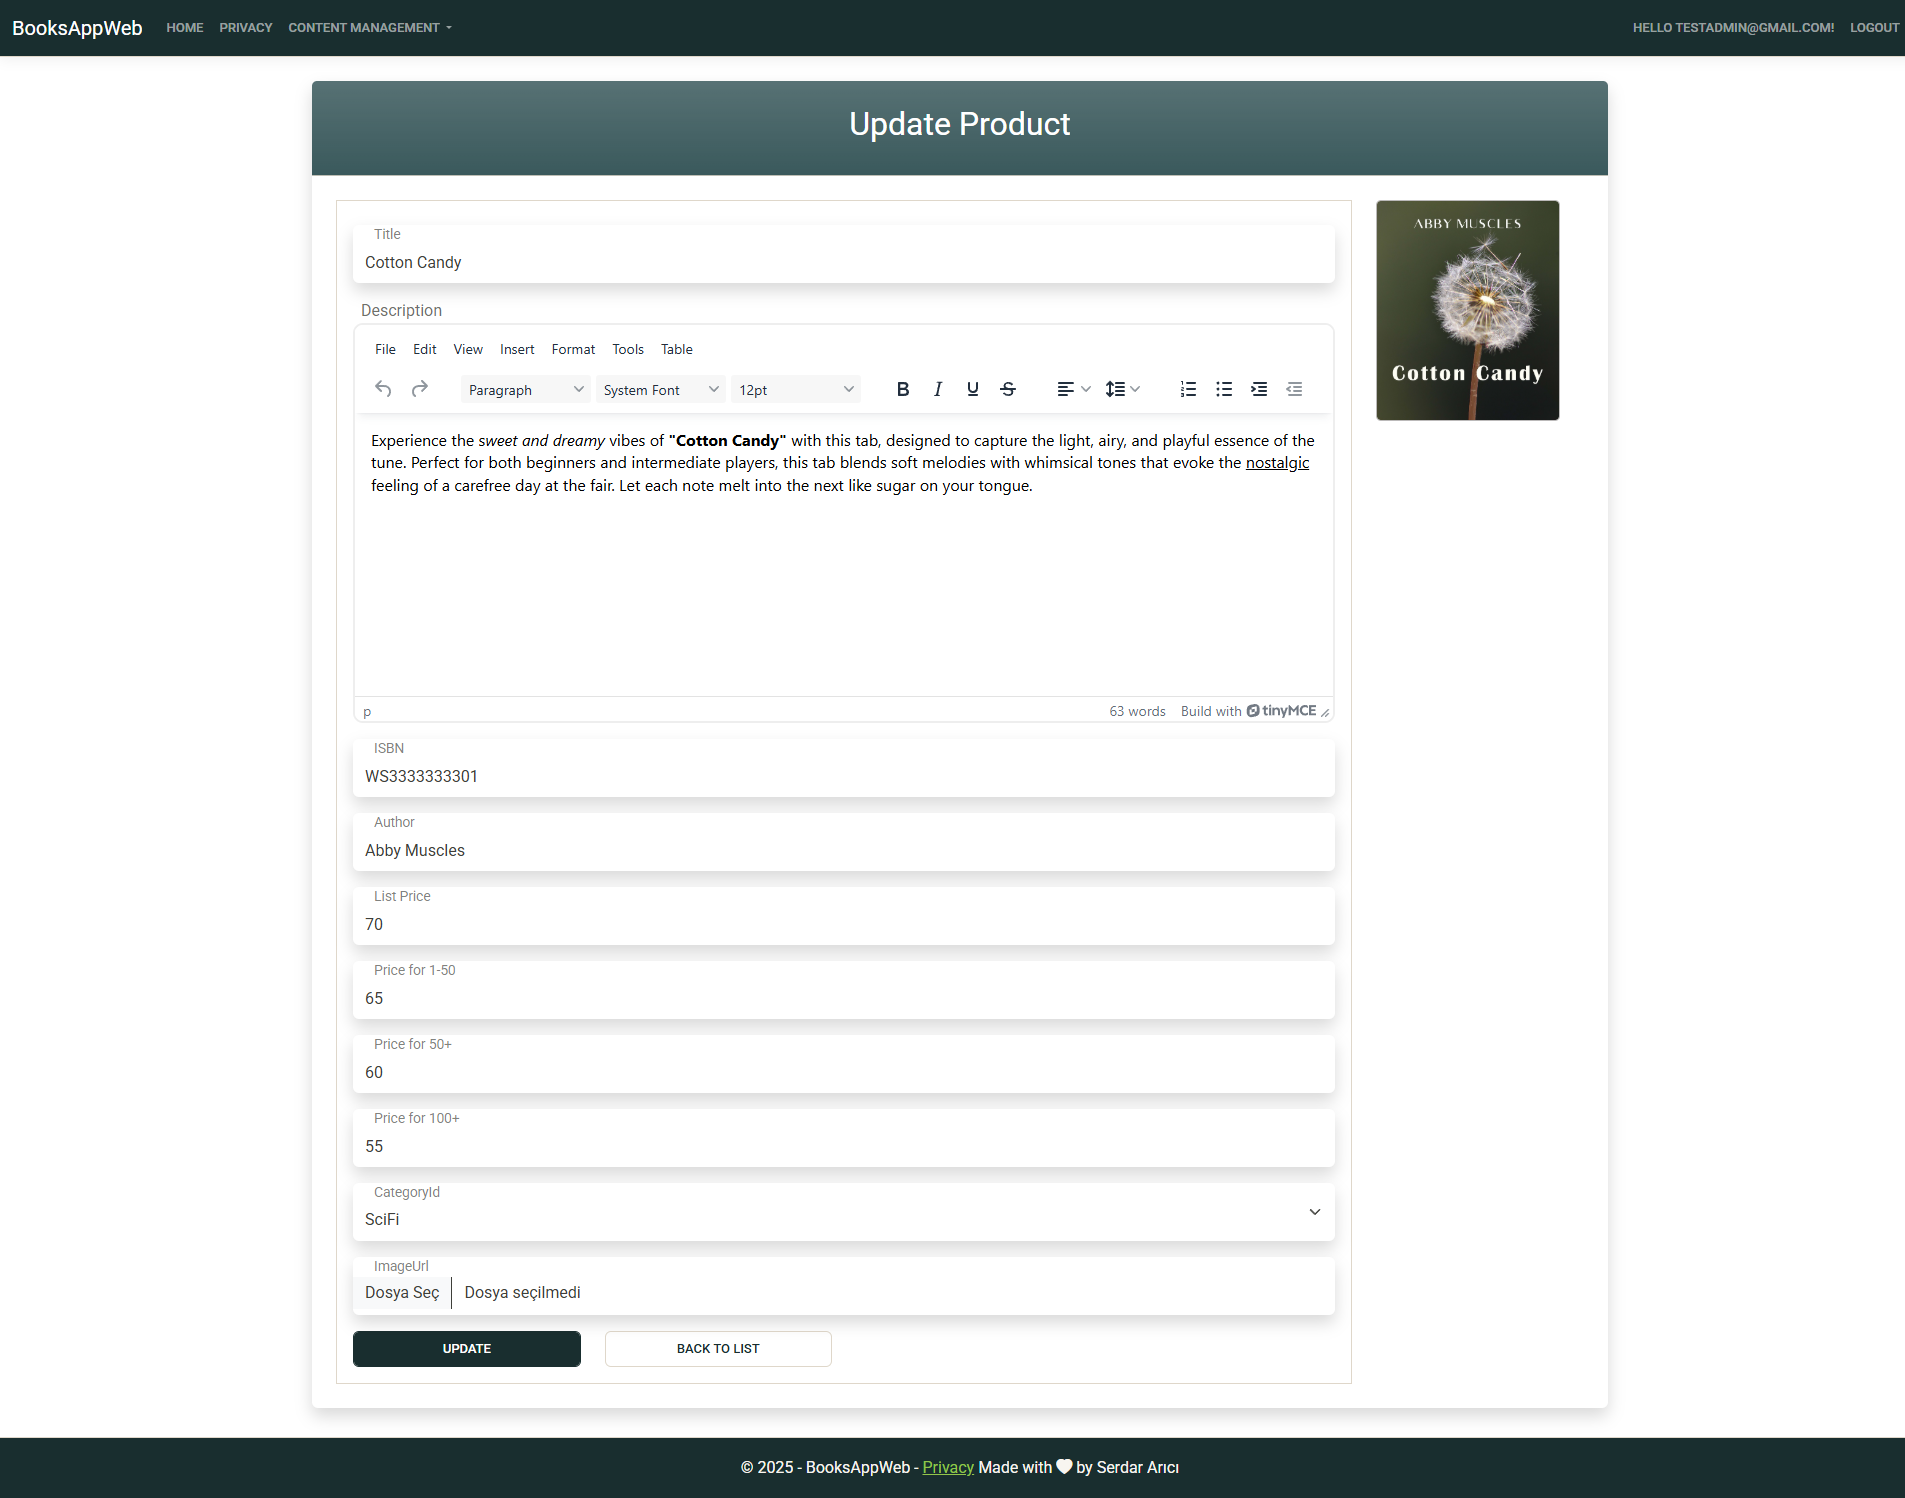 BooksAppWeb HOME PRIVACY CONTENT MANAGEMENT HELLO TESTADMIN@GMAIL.COM! LOGOUT
Update Product
Title
Cotton Candy
Description
File Edit View Insert Format Tools Table
Paragraph System Font 12pt B I U S
Experience the sweet and dreamy vibes of "Cotton Candy" with this tab, designed to capture the light, airy, and playful essence of the
tune. Perfect for both beginners and intermediate players, this tab blends soft melodies with whimsical tones that evoke the nostalgic
feeling of a carefree day at the fair. Let each note melt into the next like sugar on your tongue.
p 63 words Build with tinyMCE
ISBN
WS3333333301
Author
Abby Muscles
List Price
70
Price for 1-50
65
Price for 50+
60
Price for 100+
55
CategoryId
SciFi
ImageUrl
Dosya Seç Dosya seçilmedi
UPDATE BACK TO LIST
ABBY MUSCLES
Cotton Candy
© 2025 - BooksAppWeb - Privacy Made with by Serdar Arıcı